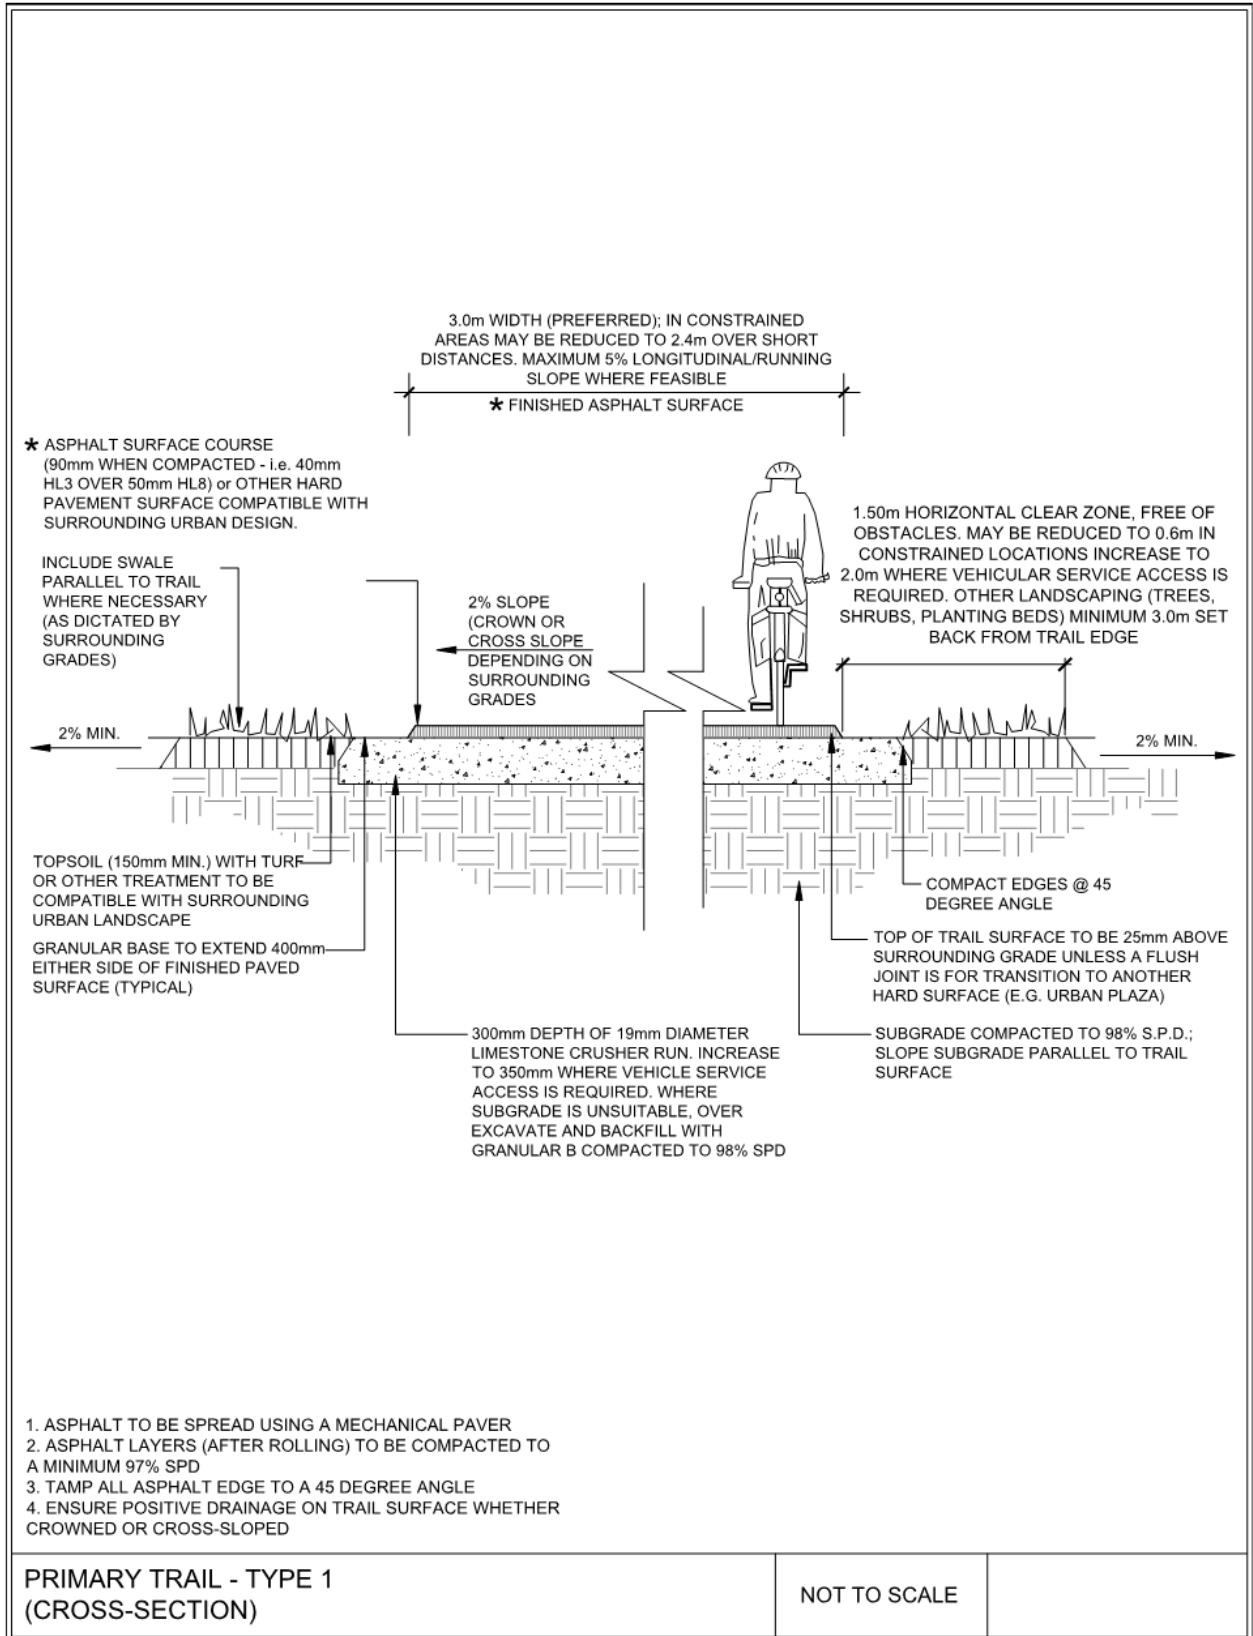 3.0m WIDTH (PREFERRED); IN CONSTRAINED
AREAS MAY BE REDUCED TO 2.4m OVER SHORT
DISTANCES. MAXIMUM 5% LONGITUDINAL/RUNNING
SLOPE WHERE FEASIBLE
* FINISHED ASPHALT SURFACE
* ASPHALT SURFACE COURSE
(90mm WHEN COMPACTED - i.e. 40mm
HL3 OVER 50mm HL8) or OTHER HARD
PAVEMENT SURFACE COMPATIBLE WITH
SURROUNDING URBAN DESIGN.
INCLUDE SWALE
PARALLEL TO TRAIL
WHERE NECESSARY
(AS DICTATED BY
SURROUNDING
GRADES)
2% SLOPE
(CROWN OR
CROSS SLOPE
DEPENDING ON
SURROUNDING
GRADES
1.50m HORIZONTAL CLEAR ZONE, FREE OF
OBSTACLES. MAY BE REDUCED TO 0.6m IN
CONSTRAINED LOCATIONS INCREASE TO
2.0m WHERE VEHICULAR SERVICE ACCESS IS
REQUIRED. OTHER LANDSCAPING (TREES,
SHRUBS, PLANTING BEDS) MINIMUM 3.0m SET
BACK FROM TRAIL EDGE
2% MIN.
2% MIN.
TOPSOIL (150mm MIN.) WITH TURF
OR OTHER TREATMENT TO BE
COMPATIBLE WITH SURROUNDING
URBAN LANDSCAPE
GRANULAR BASE TO EXTEND 400mm
EITHER SIDE OF FINISHED PAVED
SURFACE (TYPICAL)
COMPACT EDGES @ 45
DEGREE ANGLE
TOP OF TRAIL SURFACE TO BE 25mm ABOVE
SURROUNDING GRADE UNLESS A FLUSH
JOINT IS FOR TRANSITION TO ANOTHER
HARD SURFACE (E.G. URBAN PLAZA)
300mm DEPTH OF 19mm DIAMETER
LIMESTONE CRUSHER RUN. INCREASE
TO 350mm WHERE VEHICLE SERVICE
ACCESS IS REQUIRED. WHERE
SUBGRADE IS UNSUITABLE, OVER
EXCAVATE AND BACKFILL WITH
GRANULAR B COMPACTED TO 98% SPD
SUBGRADE COMPACTED TO 98% S.P.D.;
SLOPE SUBGRADE PARALLEL TO TRAIL
SURFACE
1. ASPHALT TO BE SPREAD USING A MECHANICAL PAVER
2. ASPHALT LAYERS (AFTER ROLLING) TO BE COMPACTED TO
A MINIMUM 97% SPD
3. TAMP ALL ASPHALT EDGE TO A 45 DEGREE ANGLE
4. ENSURE POSITIVE DRAINAGE ON TRAIL SURFACE WHETHER
CROWNED OR CROSS-SLOPED
PRIMARY TRAIL - TYPE 1
(CROSS-SECTION)
NOT TO SCALE